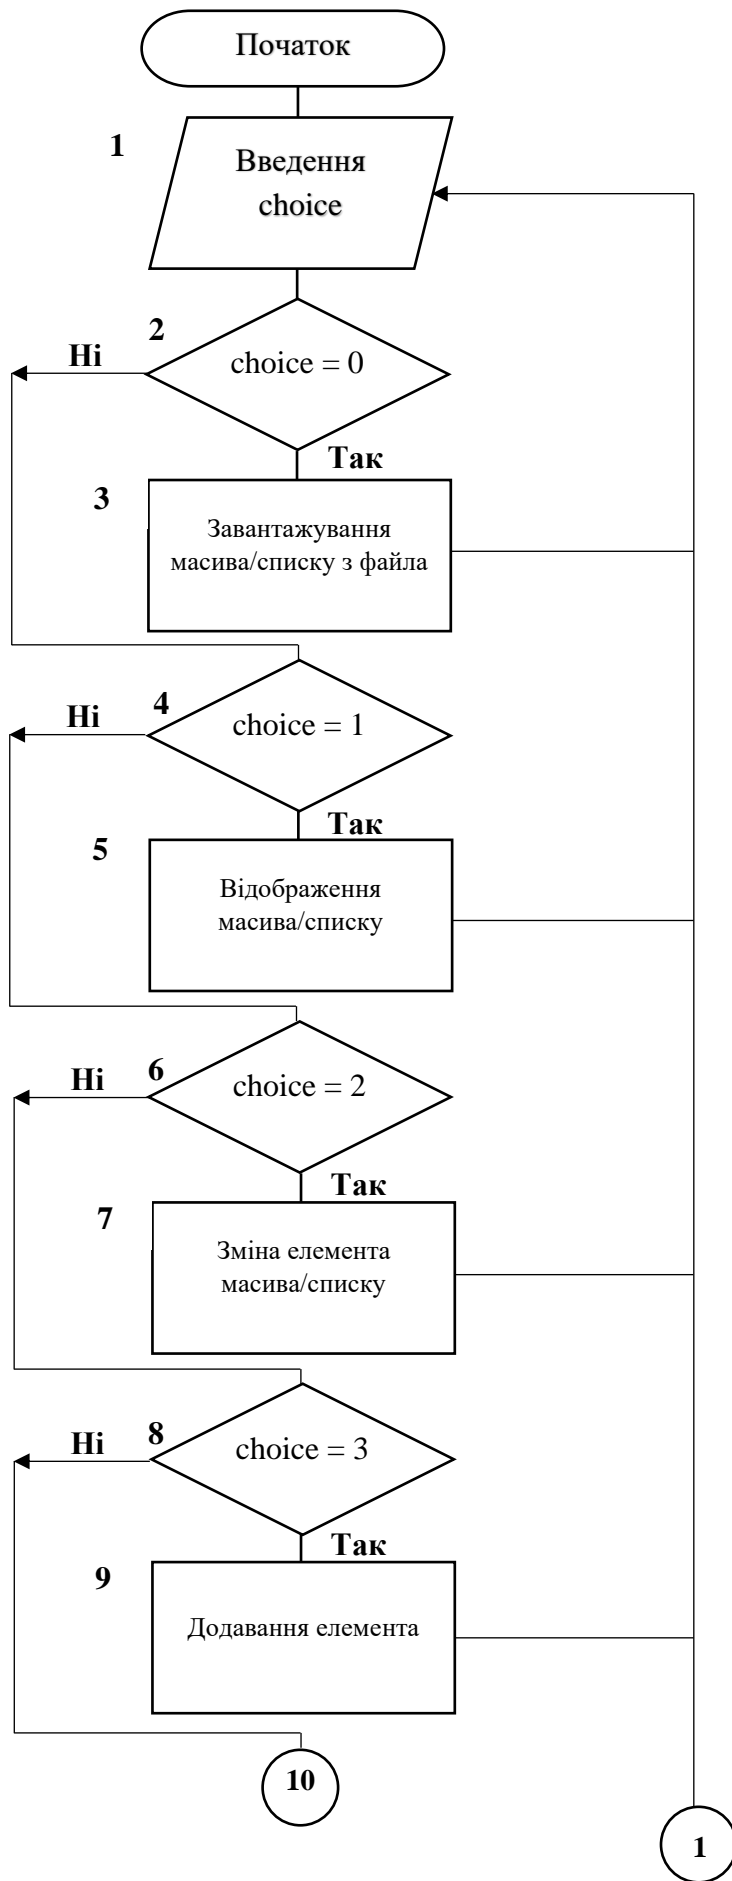 Початок
1
Введення
choice
2
Ні
choice = 0
Так
3
Завантажування
масива/списку з файла
4
Ні
choice = 1
Так
5
Відображення
масива/списку
6
Ні
choice = 2
Так
7
Зміна елемента
масива/списку
8
Ні
choice = 3
Так
9
Додавання елемента
10
1